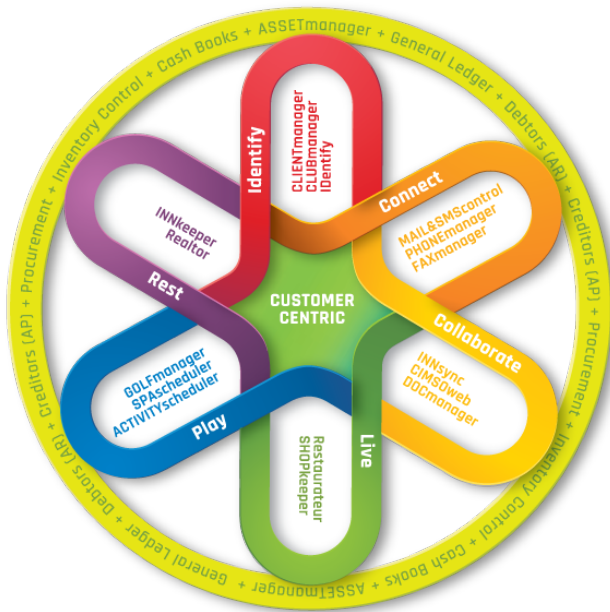 Procurement + Inventory Control + Cash Books + ASSETmanager + General Ledger + Debtors (AR) + Creditors (AP) + Procurement + Inventory Control + Cash Books + ASSETmanager + General Ledger + Debtors (AR) + Creditors (AP) +
Identify
CLIENTmanager
CLUBmanager
IDentify
Connect
MAIL&SMScontrol
PHONEmanager
FAXmanager
Collaborate
INNsync
CIMSOweb
DOCmanager
Live
Restaurateur
SHOPkeeper
Play
GOLFmanager
SPAscheduler
ACTIVITYscheduler
Rest
INNkeeper
Realtor
CUSTOMER
CENTRIC